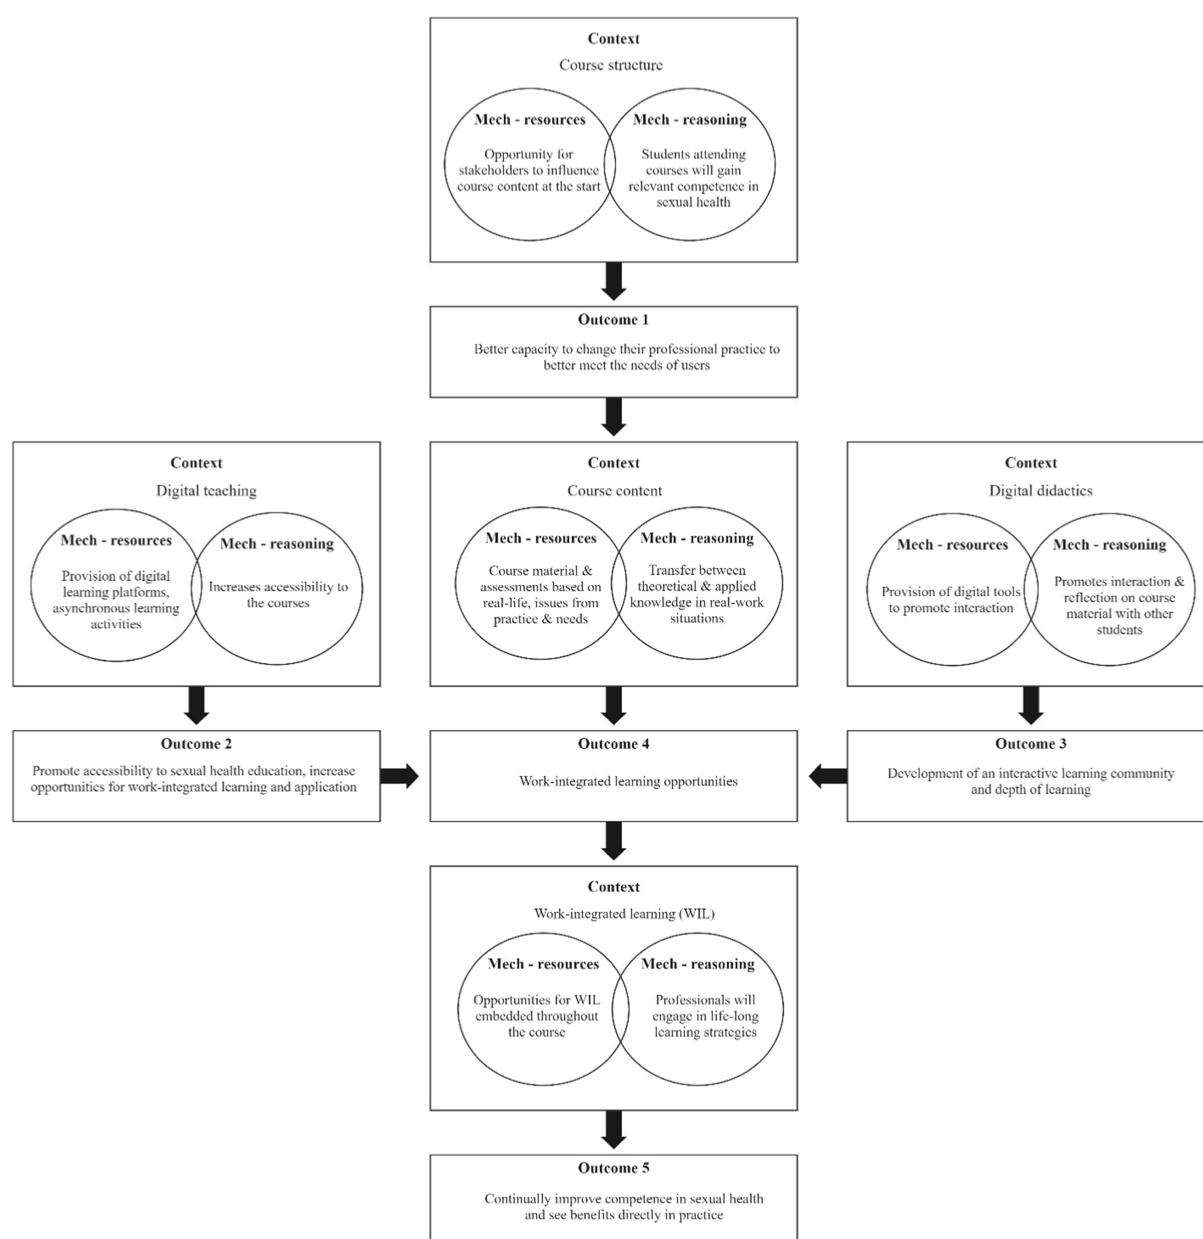 Context
Course structure
Mech - resources
Opportunity for
stakeholders to influence
course content at the start
Mech - reasoning
Students attending
courses will gain
relevant competence in
sexual health
Outcome 1
Better capacity to change their professional practice to
better meet the needs of users
Context
Digital teaching
Mech - resources
Provision of digital
learning platforms,
asynchronous learning
activities
Mech - reasoning
Increases accessibility to
the courses
Context
Course content
Mech - resources
Course material &
assessments based on
real-life, issues from
practice & needs
Mech - reasoning
Transfer between
theoretical & applied
knowledge in real-work
situations
Context
Digital didactics
Mech - resources
Provision of digital tools
to promote interaction
Mech - reasoning
Promotes interaction &
reflection on course
material with other
students
Outcome 2
Promote accessibility to sexual health education, increase
opportunities for work-integrated learning and application
Outcome 4
Work-integrated learning opportunities
Outcome 3
Development of an interactive learning community
and depth of learning
Context
Work-integrated learning (WIL)
Mech - resources
Opportunities for WIL
embedded throughout
the course
Mech - reasoning
Professionals will
engage in life-long
learning strategies
Outcome 5
Continually improve competence in sexual health
and see benefits directly in practice